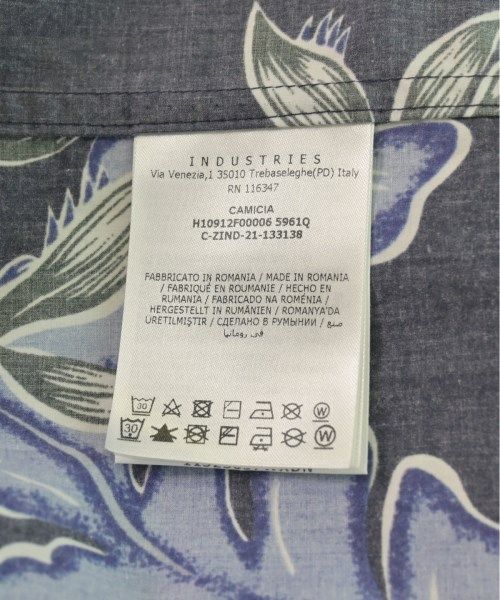 INDUSTRIES
Via Venezia,1 35010 Trebaseleghe(PD) Italy
RN 116347
CAMICIA
H10912F00006 5961Q
C-ZIND-21-133138
FABBRICATO IN ROMANIA / MADE IN ROMANIA
/ FABRIQUÉ EN ROUMANIE / HECHO EN
RUMANIA / FABRICADO NA ROMÉNIA /
HERGESTELLT IN RUMÄNIEN / ROMANYA'DA
ÜRETILMIŞTIR / СДЕЛАНО В РУМЫНИИ / صنع
في رومانيا
30 W
30 W